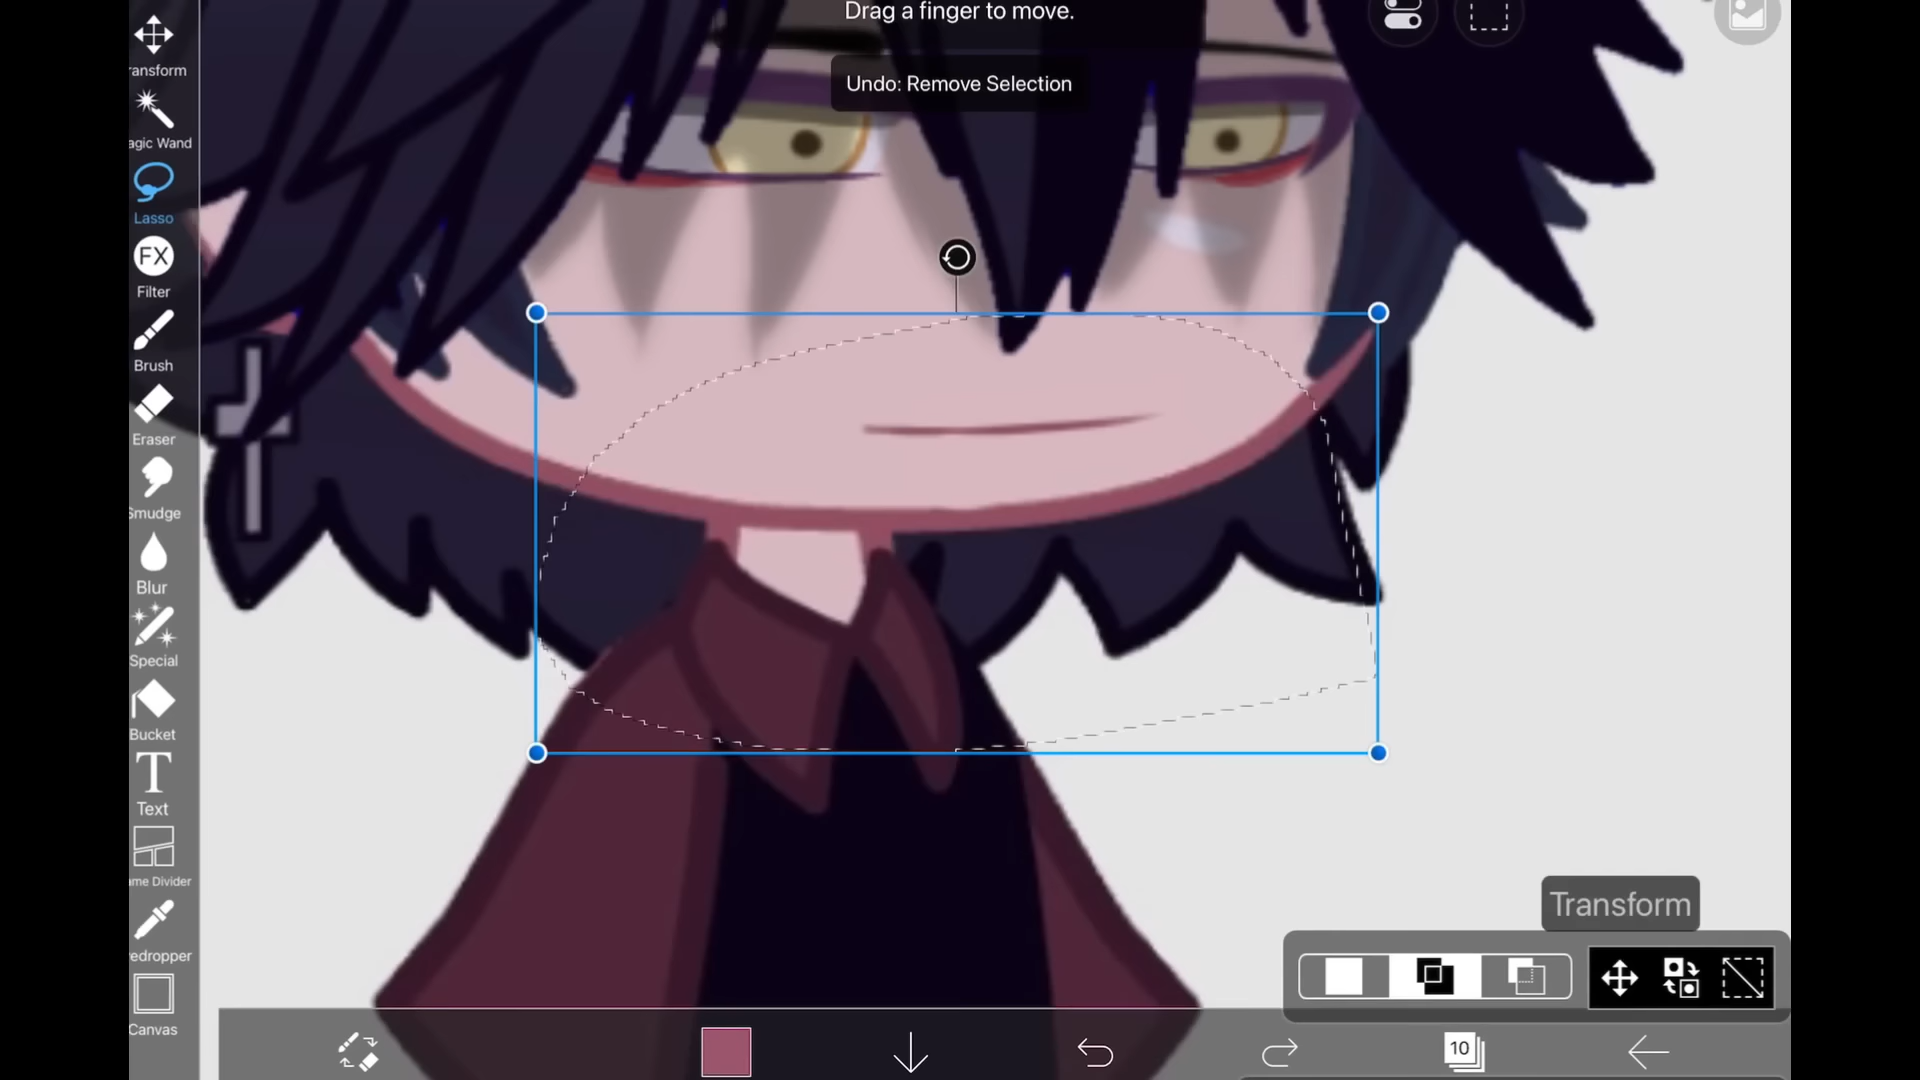 Drag a finger to move.
Undo: Remove Selection
ransform
agic Wand
Lasso
FX
Filter
Brush
Eraser
Smudge
Blur
Special
Bucket
T
Text
ame Divider
edropper
Canvas
Transform
10